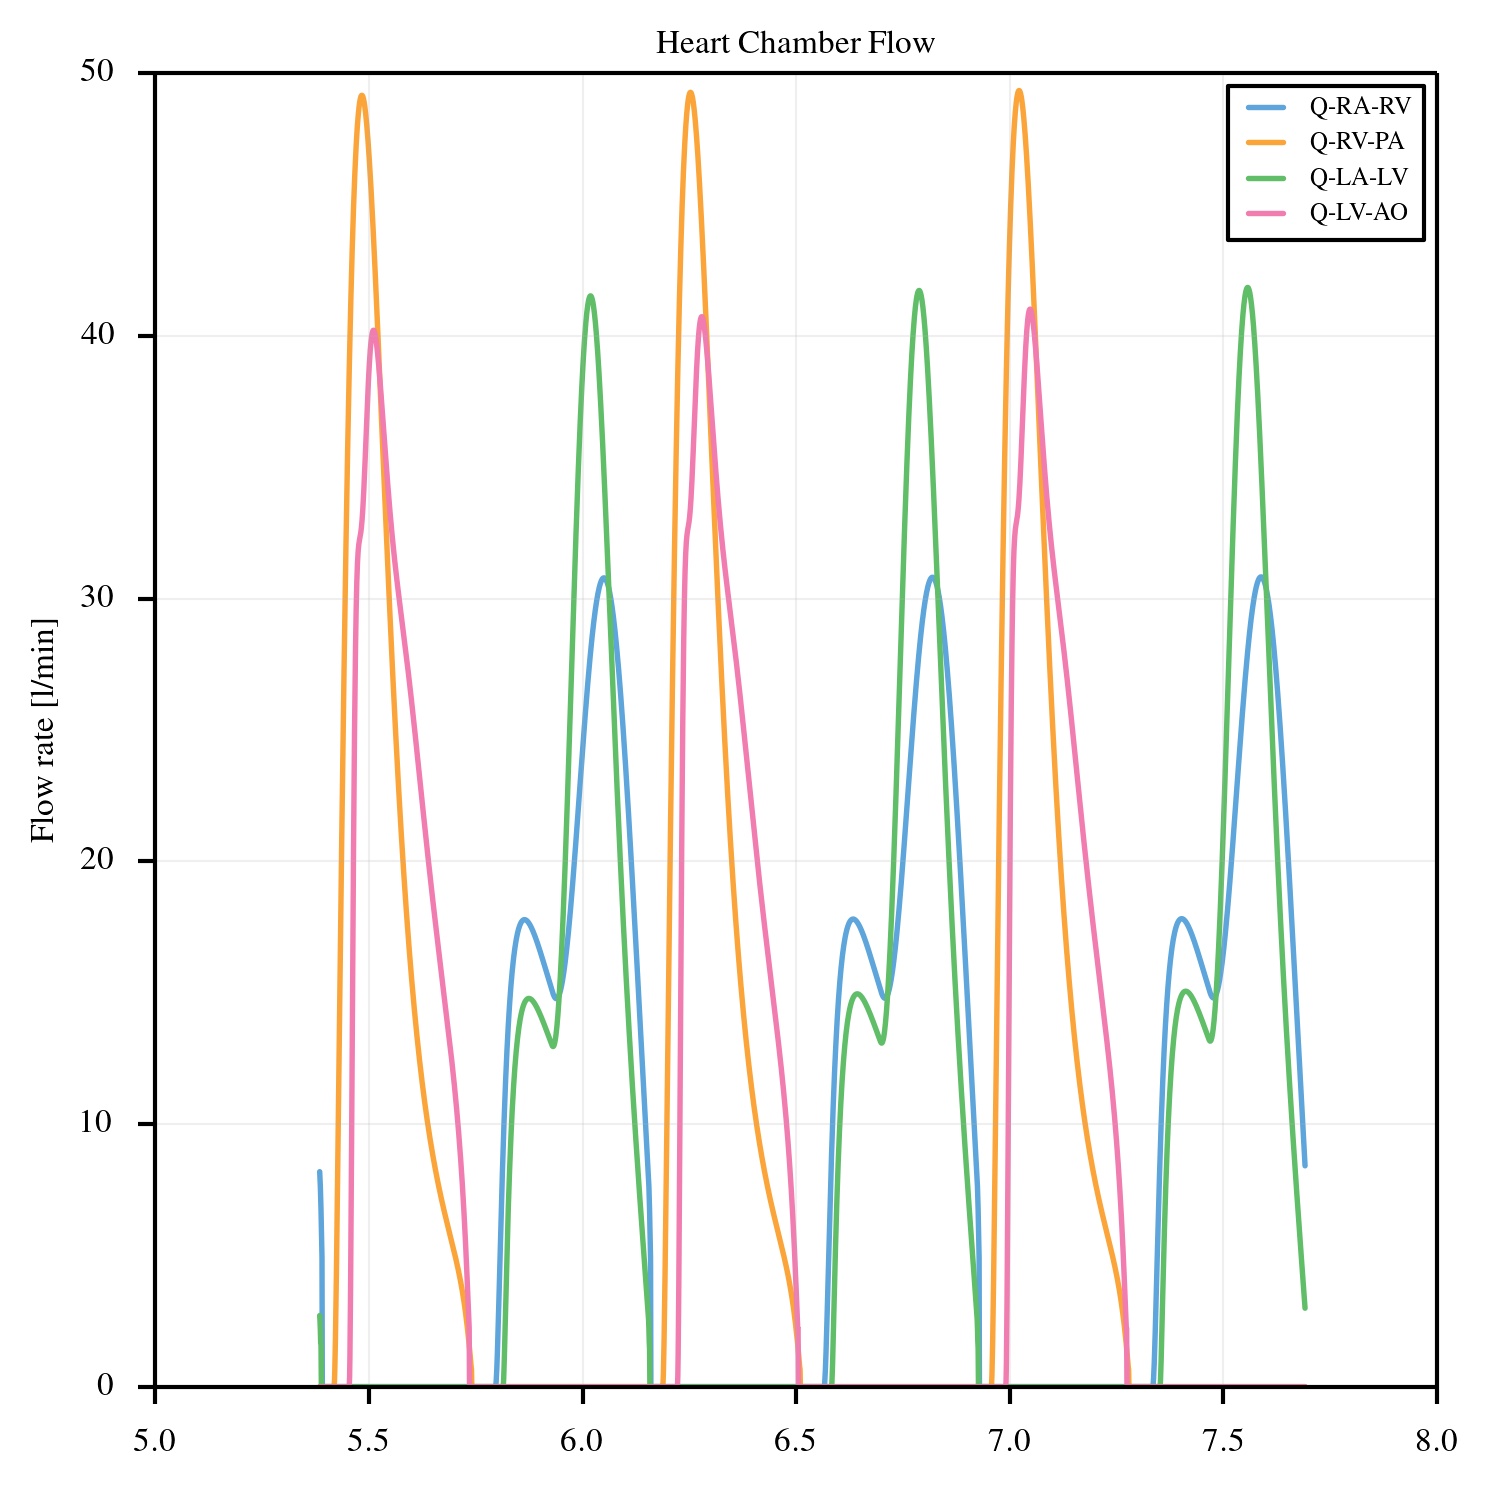 Heart Chamber Flow
50
40
30
20
10
0
Flow rate [l/min]
Q-RA-RV
Q-RV-PA
Q-LA-LV
Q-LV-AO
5.0 5.5 6.0 6.5 7.0 7.5 8.0